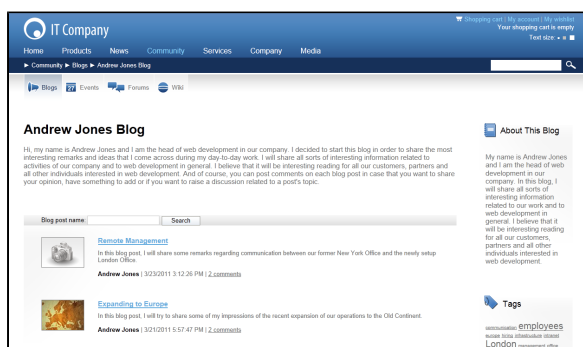 Shopping cart | My account | My wishlist
IT Company
Your shopping cart is empty
Text size:
Home Products News Community Services Company Media
► Community ► Blogs ► Andrew Jones Blog
Blogs 27 Events Forums Wiki
Andrew Jones Blog
Hi, my name is Andrew Jones and I am the head of web development in our company. I decided to start this blog in order to share the most
interesting remarks and ideas that I come across during my day-to-day work. I will share all sorts of interesting information related to
activities of our company and to web development in general. I believe that it will be interesting reading for all our customers, partners and
all other individuals interested in web development. And of course, you can post comments on each blog post in case that you want to share
your opinion, have something to add or if you want to raise a discussion related to a post's topic.
Blog post name: Search
Remote Management
In this blog post, I will share some remarks regarding communication between our former New York Office and the newly setup
London Office.
Andrew Jones | 3/23/2011 3:12:26 PM | 2 comments
Expanding to Europe
In this blog post, I will try to share of my impressions of the recent expansion of our operations to the Old Continent.
Andrew Jones | 3/21/2011 5:57:47 PM | 2 comments
About This Blog
My name is Andrew Jones
and I am the head of web
development in our
company. In this blog, I
will share all sorts of
interesting information
related to our work and to
web development in
general. I believe that it
will be interesting reading
for all our customers,
partners and all other
individuals interested in
web development.
Tags
communication employees
europe hiring infrastructure intranet
London management office